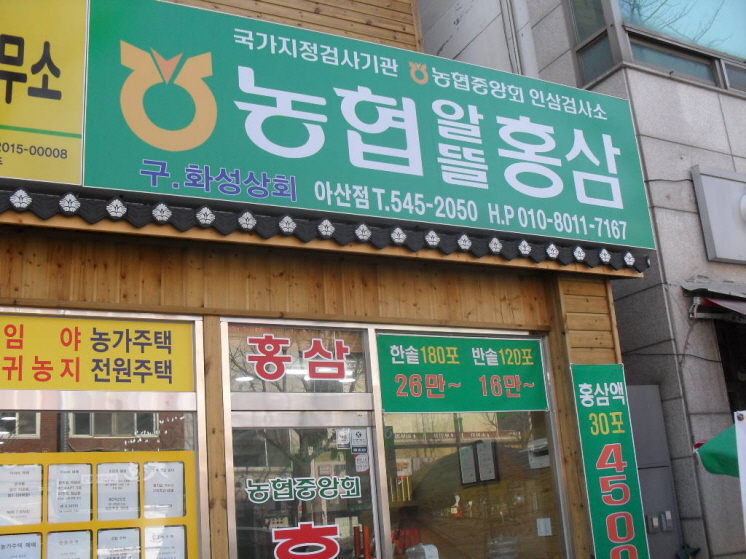 무소
2015-00008
국가지정검사기관 농협중앙회 인삼검사소
농협 알뜰 홍삼
구.화성상회 아산점 T.545-2050 H.P 010-8011-7167
임 야 농가주택
귀농지 전원주택
홍삼
한솥180포 반솥120포
26만~ 16만~
홍삼액
30포
450
농협중앙회
홍